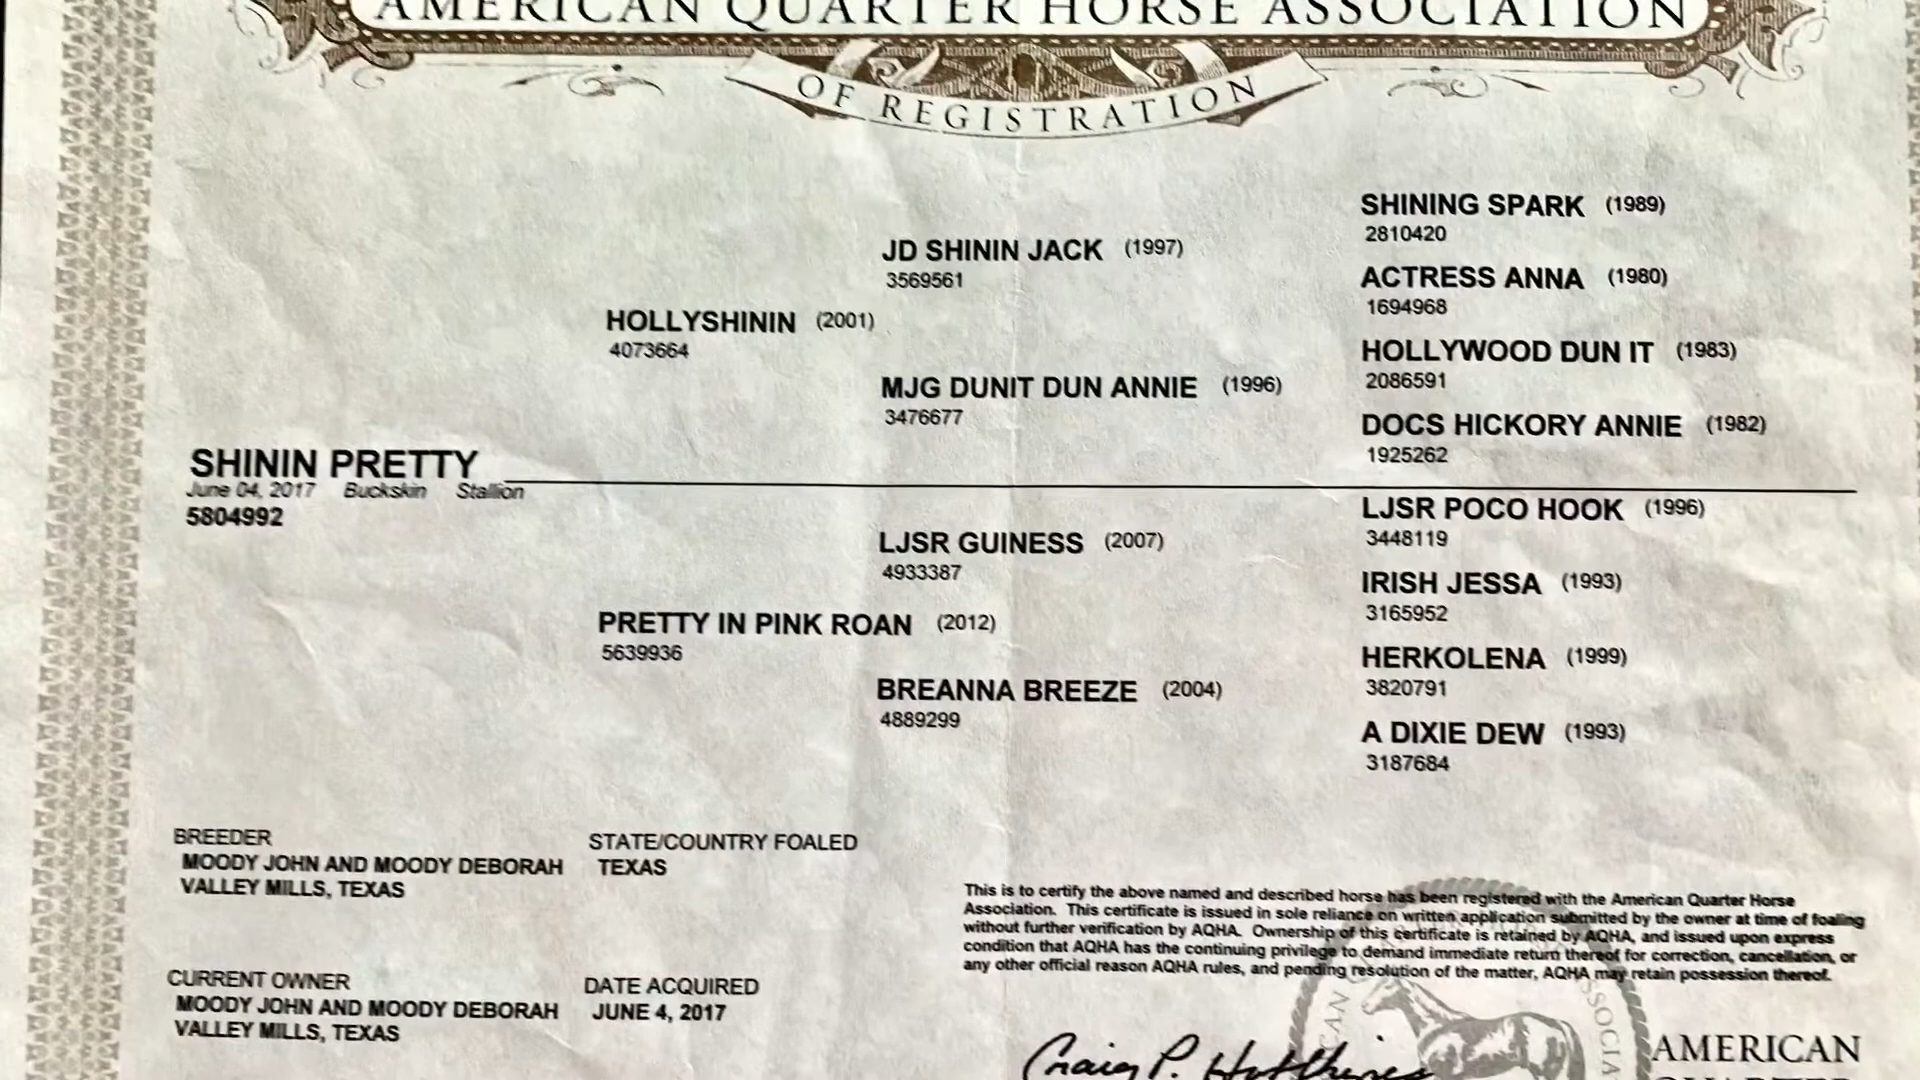 AMERICAN QUARTER HORSE ASSOCIATION
OF REGISTRATION
SHINING SPARK (1989)
2810420
JD SHININ JACK (1997)
3569561
ACTRESS ANNA (1980)
1694968
HOLLYSHININ (2001)
4073664
HOLLYWOOD DUN IT (1983)
2086591
MJG DUNIT DUN ANNIE (1996)
3476677
DOCS HICKORY ANNIE (1982)
1925262
SHININ PRETTY
June 04, 2017 Buckskin Stallion
5804992
LJSR POCO HOOK (1996)
3448119
LJSR GUINESS (2007)
4933387
IRISH JESSA (1993)
3165952
PRETTY IN PINK ROAN (2012)
5639936
HERKOLENA (1999)
3820791
BREANNA BREEZE (2004)
4889299
A DIXIE DEW (1993)
3187684
BREEDER
MOODY JOHN AND MOODY DEBORAH
VALLEY MILLS, TEXAS
STATE/COUNTRY FOALED
TEXAS
This is to certify the above named and described horse has been registered with the American Quarter Horse
Association. This certificate is issued in sole reliance on written application submitted by the owner at time of foaling
without further verification by AQHA. Ownership of this certificate is retained by AQHA, and issued upon express
condition that AQHA has the continuing privilege to demand immediate return thereof for correction, cancellation, or
any other official reason AQHA rules, and pending resolution of the matter, AQHA may retain possession thereof.
CURRENT OWNER
MOODY JOHN AND MOODY DEBORAH
VALLEY MILLS, TEXAS
DATE ACQUIRED
JUNE 4, 2017
Craig P.
AMERICAN